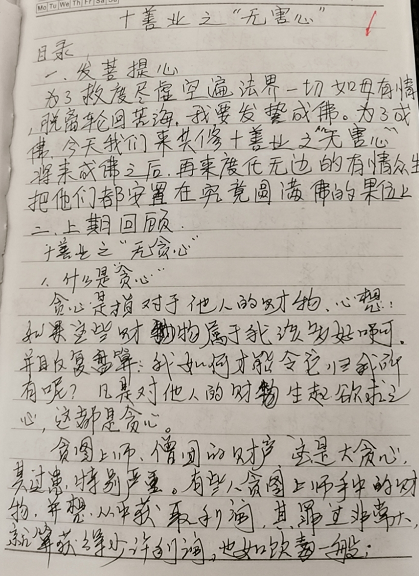 Mo Tu We Th Fr Sa Su
十善业之“无害心”
目录
一、发菩提心
为了救度尽虚空遍法界一切如母有情
脱离轮回苦海，我要发誓成佛。为了成
佛，今天我们来共修十善业之“无害心”
将来成佛之后，再来度化无边的有情众生
把他们都安置在究竟圆满佛的果位上
二、上期回顾
十善业之“无贪心”
1、什么是“贪心”
贪心是指对于他人的财物，心想：
如果这些财物属于我该多好啊，
并且反复盘算：我如何才能令它归我所
有呢？凡是对他人的财物生起欲求之
心，这都是贪心。
贪图上师、僧团的财产这是大贪心，
其过患特别严重。有些人贪图上师手中的财
物，并想从中获取利润，其罪过非常大，
就算获得少许利润，也如饮毒一般；